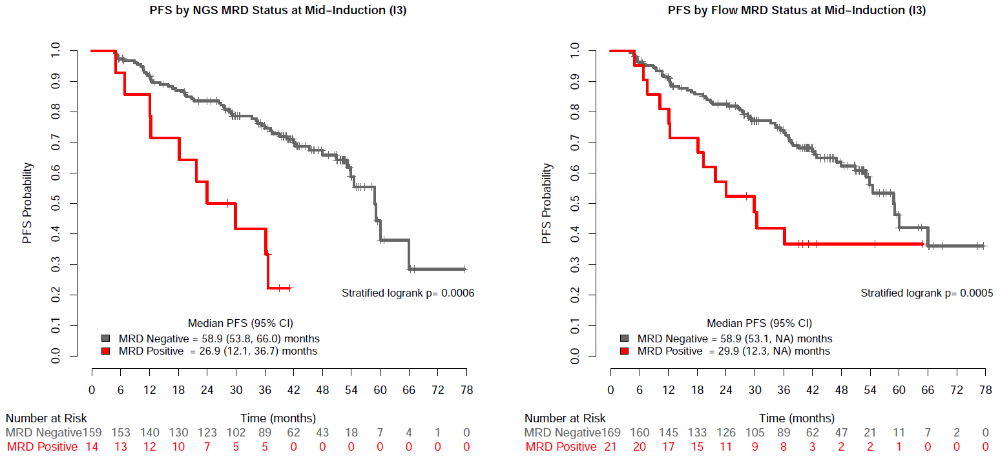 PFS by NGS MRD Status at Mid−Induction (I3)
PFS Probability
1.0
0.9
0.8
0.7
0.6
0.5
0.4
0.3
0.2
0.1
0.0
Stratified logrank p= 0.0006
Median PFS (95% CI)
MRD Negative = 58.9 (53.8, 66.0) months
MRD Positive = 26.9 (12.1, 36.7) months
0 6 12 18 24 30 36 42 48 54 60 66 72 78
Number at Risk Time (months)
MRD Negative 159 153 140 130 123 102 89 62 43 18 7 4 1 0
MRD Positive 14 13 12 10 7 5 5 0 0 0 0 0 0 0
PFS by Flow MRD Status at Mid−Induction (I3)
PFS Probability
1.0
0.9
0.8
0.7
0.6
0.5
0.4
0.3
0.2
0.1
0.0
Stratified logrank p= 0.0005
Median PFS (95% CI)
MRD Negative = 58.9 (53.1, NA) months
MRD Positive = 29.9 (12.3, NA) months
0 6 12 18 24 30 36 42 48 54 60 66 72 78
Number at Risk Time (months)
MRD Negative 169 160 145 133 126 105 89 62 47 21 11 7 2 0
MRD Positive 21 20 17 15 11 9 8 3 2 2 1 0 0 0